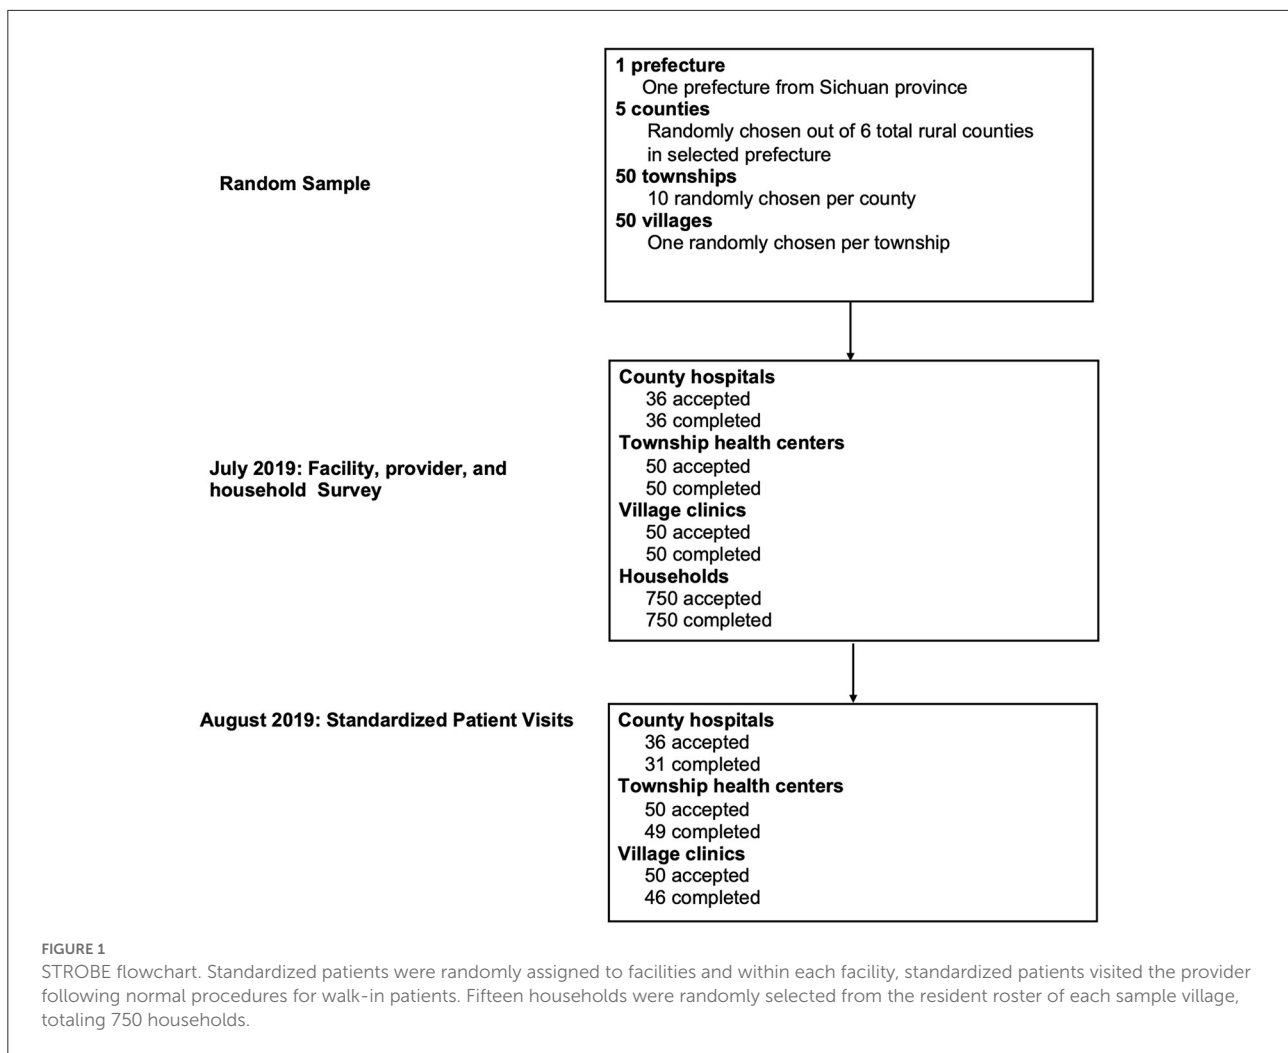 1 prefecture
One prefecture from Sichuan province
5 counties
Randomly chosen out of 6 total rural counties
in selected prefecture
50 townships
10 randomly chosen per county
50 villages
One randomly chosen per township
Random Sample
County hospitals
36 accepted
36 completed
Township health centers
50 accepted
50 completed
Village clinics
50 accepted
50 completed
Households
750 accepted
750 completed
July 2019: Facility, provider, and
household Survey
August 2019: Standardized Patient Visits
County hospitals
36 accepted
31 completed
Township health centers
50 accepted
49 completed
Village clinics
50 accepted
46 completed
FIGURE 1
STROBE flowchart. Standardized patients were randomly assigned to facilities and within each facility, standardized patients visited the provider
following normal procedures for walk-in patients. Fifteen households were randomly selected from the resident roster of each sample village,
totaling 750 households.